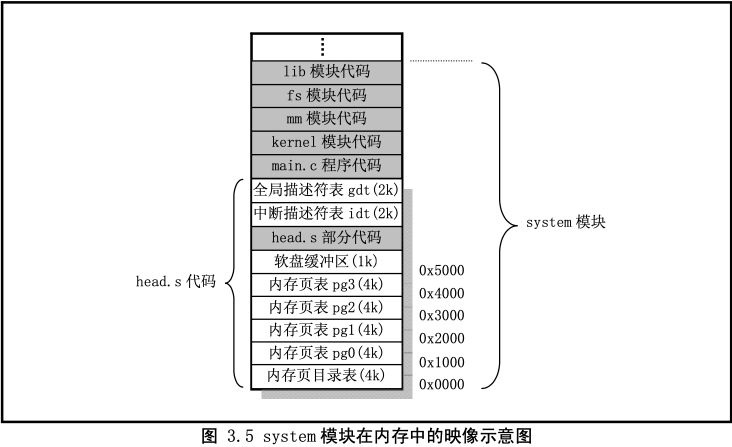 ⋮
lib 模块代码
fs 模块代码
mm 模块代码
kernel 模块代码
main.c 程序代码
全局描述符表 gdt(2k)
中断描述符表 idt(2k)
head.s 部分代码
软盘缓冲区(1k)
内存页表 pg3(4k)
内存页表 pg2(4k)
内存页表 pg1(4k)
内存页表 pg0(4k)
内存页目录表(4k)
head.s 代码
0x5000
0x4000
0x3000
0x2000
0x1000
0x0000
system 模块
图 3.5 system 模块在内存中的映像示意图